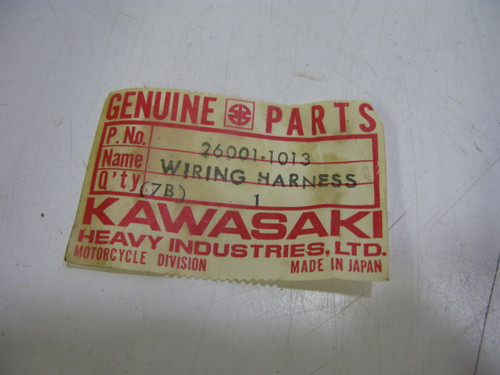 GENUINE PARTS
P. No. 26001-1013
Name WIRING HARNESS
Q'ty (7B) 1
KAWASAKI
HEAVY INDUSTRIES, LTD.
MOTORCYCLE DIVISION MADE IN JAPAN